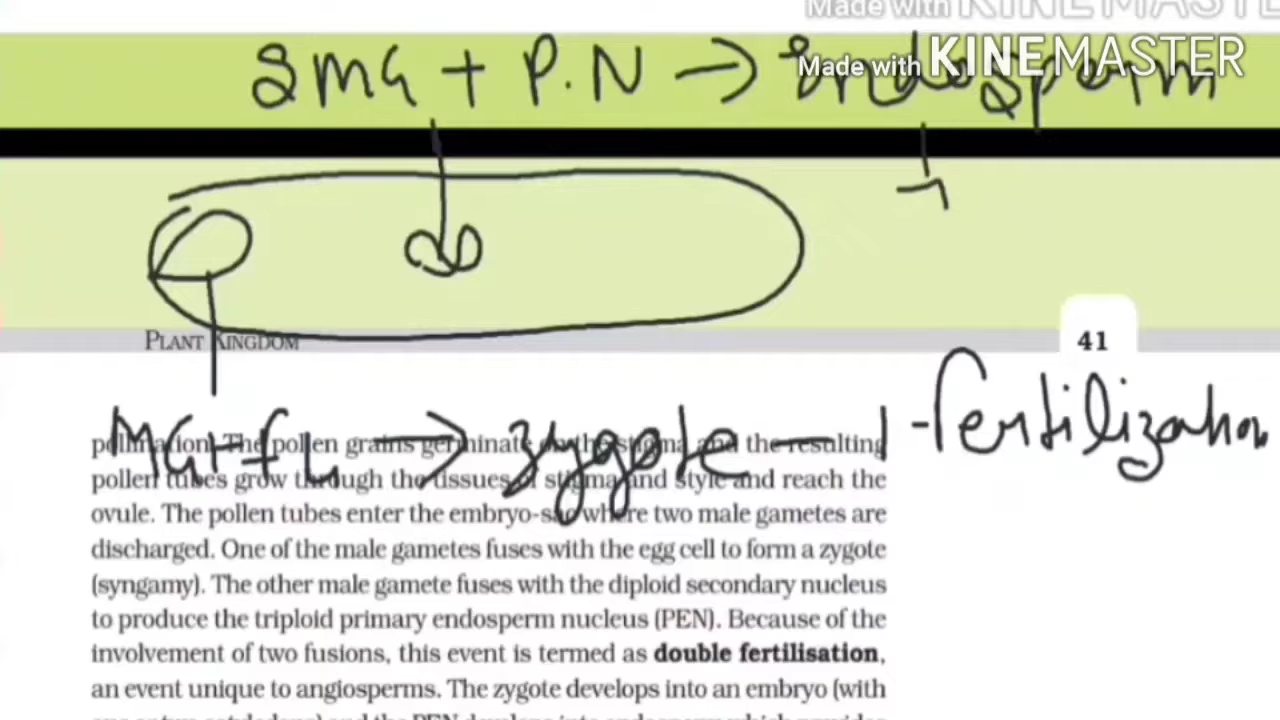 Made with KINEMASTER
2MG + P.N → Endosperm
Made with KINEMASTER
PLANT KINGDOM
41
MG+FG → zygote - 1 - fertilization
pollination. The pollen grains germinate on the stigma and the resulting
pollen tubes grow through the tissues of stigma and style and reach the
ovule. The pollen tubes enter the embryo-sac where two male gametes are
discharged. One of the male gametes fuses with the egg cell to form a zygote
(syngamy). The other male gamete fuses with the diploid secondary nucleus
to produce the triploid primary endosperm nucleus (PEN). Because of the
involvement of two fusions, this event is termed as double fertilisation,
an event unique to angiosperms. The zygote develops into an embryo (with